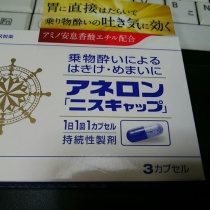 胃に直接はたらいて
乗り物酔いの吐き気に効く
アミノ安息香酸エチル配合
乗物酔いによる
はきけ・めまいに
アネロン
「ニスキャップ」
1日1回1カプセル
持続性製剤
3カプセル